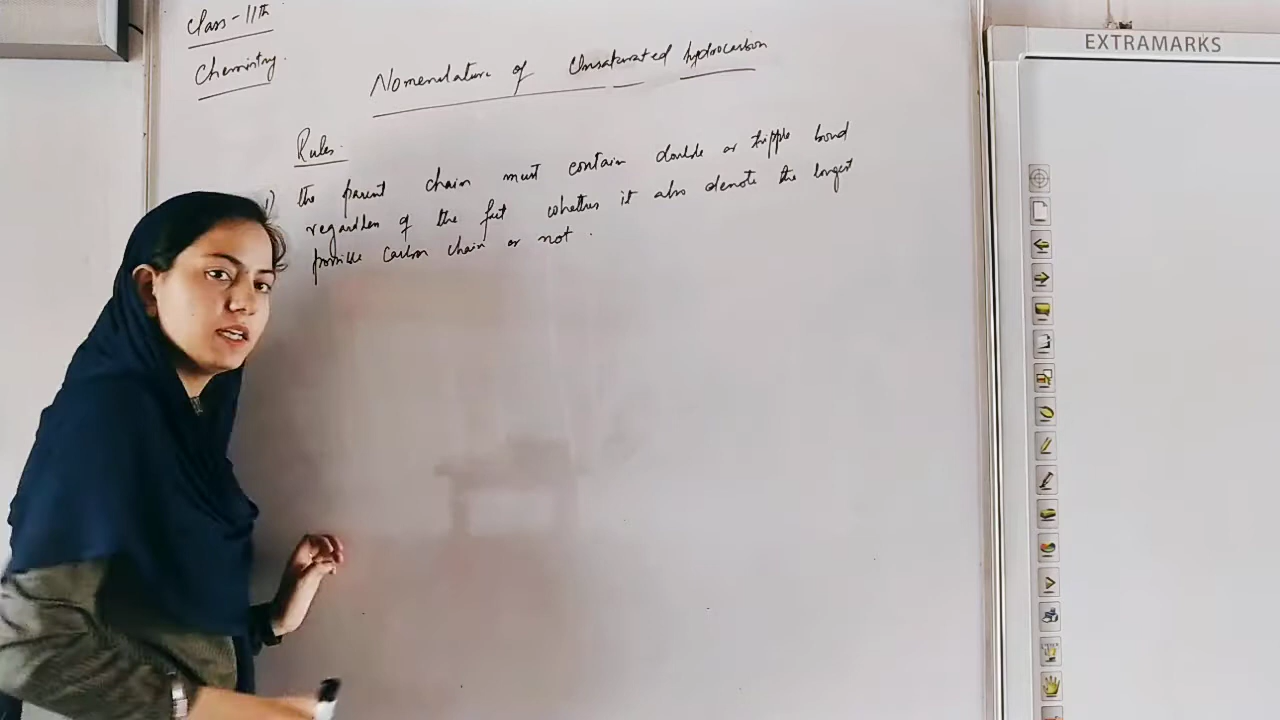 Class-11th
Chemistry.
Nomenclature of Unsaturated hydrocarbon
Rules.
1) the parent chain must contain double or tripple bond
regardless of the fact whether it also denote the longest
possible carbon chain or not.
EXTRAMARKS